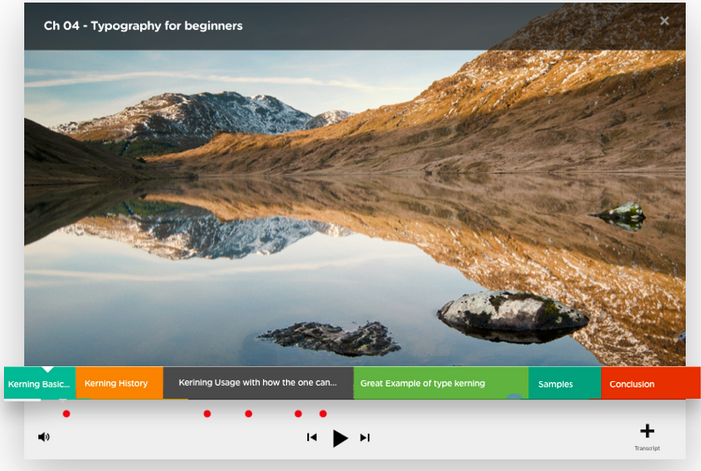 Ch 04 - Typography for beginners
Kerning Basic...
Kerning History
Kerining Usage with how the one can...
Great Example of type kerning
Samples
Conclusion
Transcript